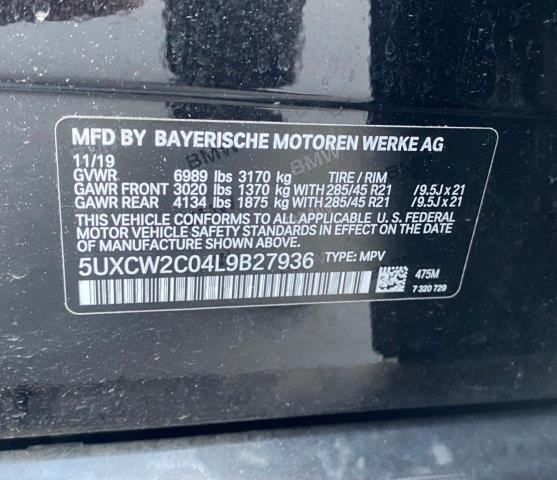 MFD BY BAYERISCHE MOTOREN WERKE AG
11/19
GVWR 6989 lbs 3170 kg TIRE / RIM
GAWR FRONT 3020 lbs 1370 kg WITH 285/45 R21 /9.5J x 21
GAWR REAR 4134 lbs 1875 kg WITH 285/45 R21 /9.5J x 21
THIS VEHICLE CONFORMS TO ALL APPLICABLE U. S. FEDERAL
MOTOR VEHICLE SAFETY STANDARDS IN EFFECT ON THE DATE
OF MANUFACTURE SHOWN ABOVE.
5UXCW2C04L9B27936 TYPE: MPV
475M
7 320 729
BMW BMW